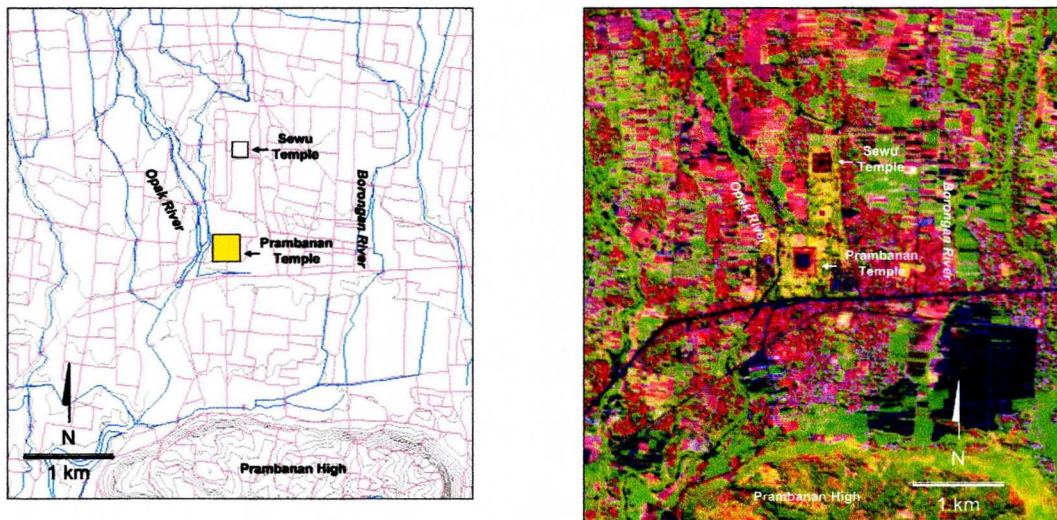 Sewu
Temple
Opak River
Borongan River
Prambanan
Temple
N
1 km
Prambanan High
Sewu
Temple
Opak River
Borongan River
Prambanan
Temple
N
1 km
Prambanan High